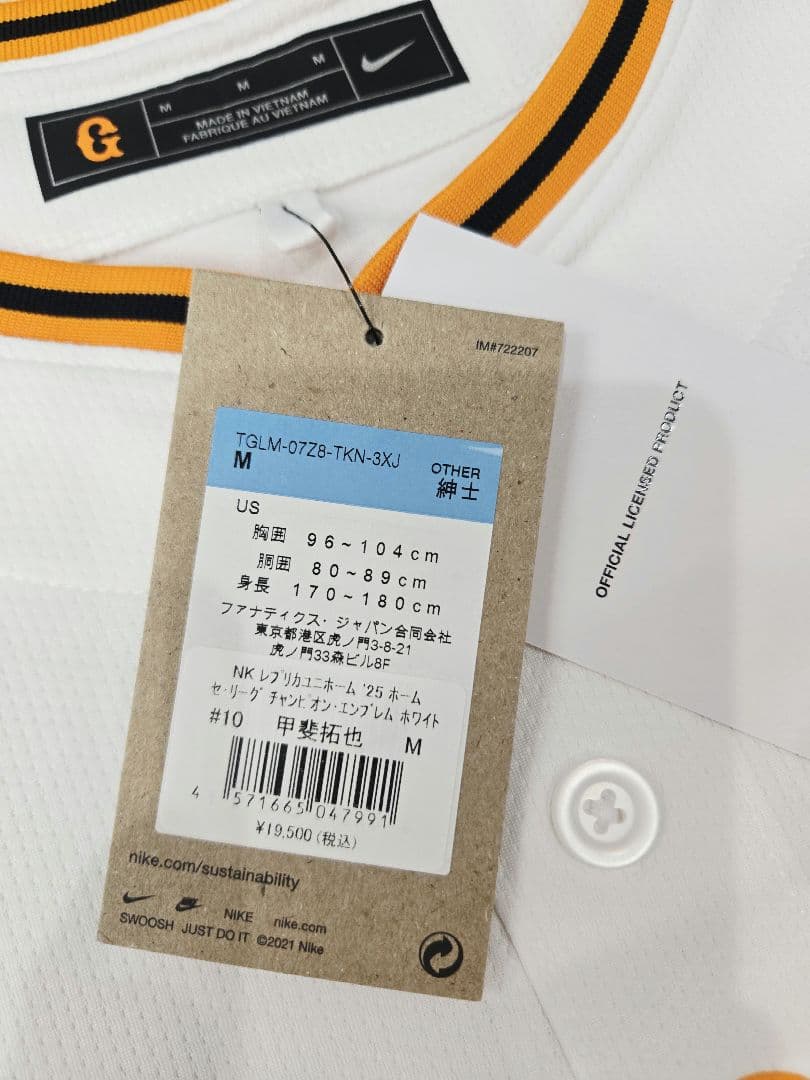 G
M
M
M
MADE IN VIETNAM
FABRIQUE AU VIETNAM
IM#722207
OFFICIAL LICENSED PRODUCT
TGLM-07Z8-TKN-3XJ
M
OTHER
紳士
US
胸囲 96~104cm
胴囲 80~89cm
身長 170~180cm
ファナティクス・ジャパン合同会社
東京都港区虎ノ門3-8-21
虎ノ門33森ビル8F
NK レプリカユニホーム '25 ホーム
セ・リーグ チャンピオン・エンブレム ホワイト
#10 甲斐拓也 M
4 571665 047991
¥19,500(税込)
nike.com/sustainability
NIKE nike.com
SWOOSH JUST DO IT ©2021 Nike